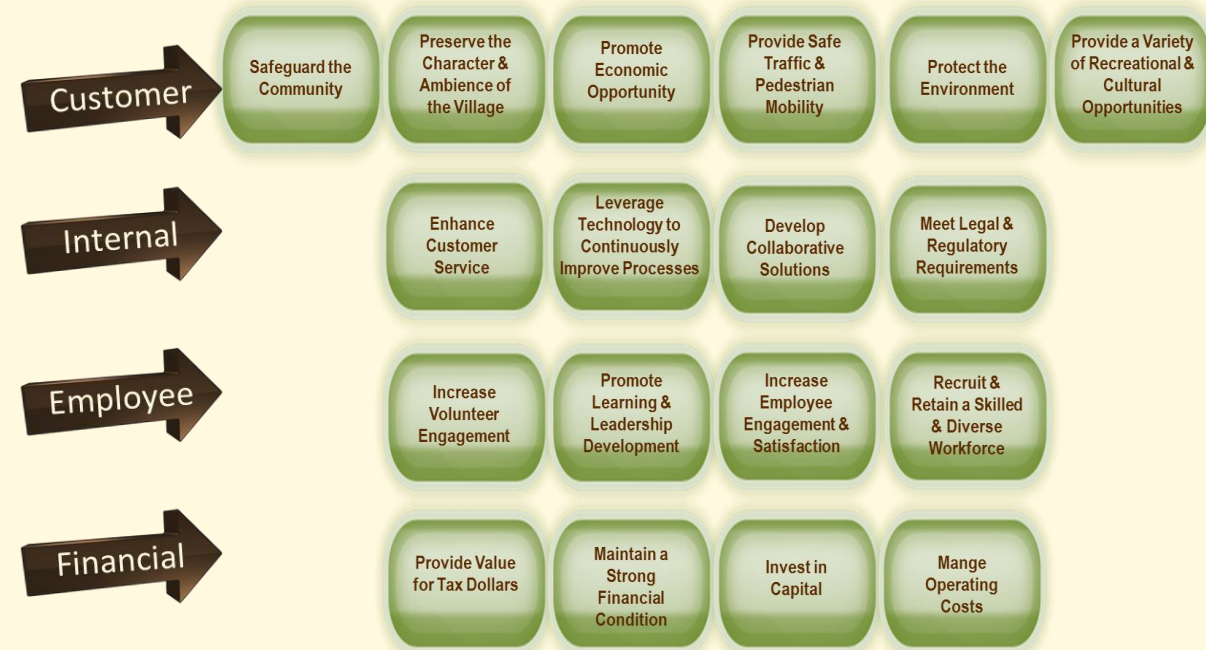 Customer
Safeguard the
Community
Preserve the
Character &
Ambience of
the Village
Promote
Economic
Opportunity
Provide Safe
Traffic &
Pedestrian
Mobility
Protect the
Environment
Provide a Variety
of Recreational &
Cultural
Opportunities
Internal
Enhance
Customer
Service
Leverage
Technology to
Continuously
Improve Processes
Develop
Collaborative
Solutions
Meet Legal &
Regulatory
Requirements
Employee
Increase
Volunteer
Engagement
Promote
Learning &
Leadership
Development
Increase
Employee
Engagement &
Satisfaction
Recruit &
Retain a Skilled
& Diverse
Workforce
Financial
Provide Value
for Tax Dollars
Maintain a
Strong
Financial
Condition
Invest in
Capital
Mange
Operating
Costs